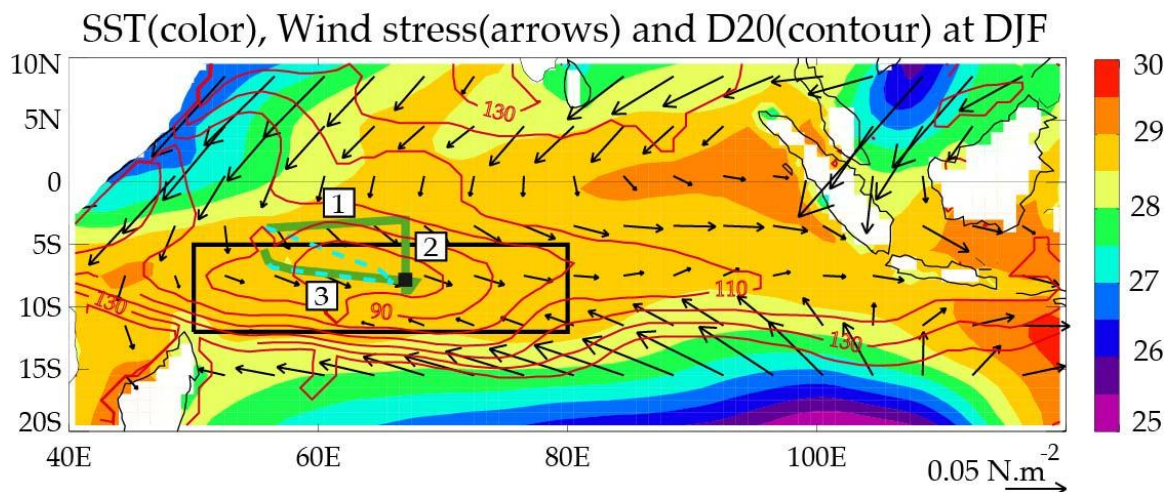 SST(color), Wind stress(arrows) and D20(contour) at DJF
10N
5N
0
5S
10S
15S
20S
40E
60E
80E
100E
130
1
2
3
90
110
130
130
30
29
28
27
26
25
0.05 N.m-2